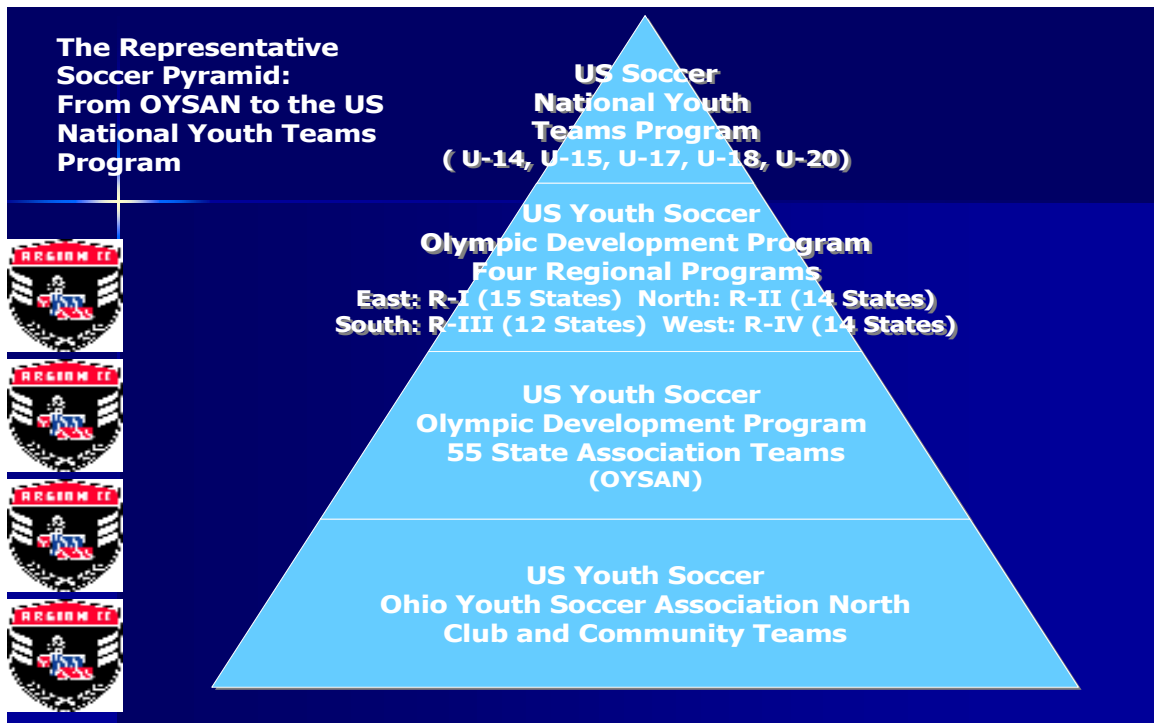 The Representative
Soccer Pyramid:
From OYSAN to the US
National Youth Teams
Program
US Soccer
National Youth
Teams Program
( U-14, U-15, U-17, U-18, U-20)
US Youth Soccer
Olympic Development Program
Four Regional Programs
East: R-I (15 States)  North: R-II (14 States)
South: R-III (12 States)  West: R-IV (14 States)
US Youth Soccer
Olympic Development Program
55 State Association Teams
(OYSAN)
US Youth Soccer
Ohio Youth Soccer Association North
Club and Community Teams